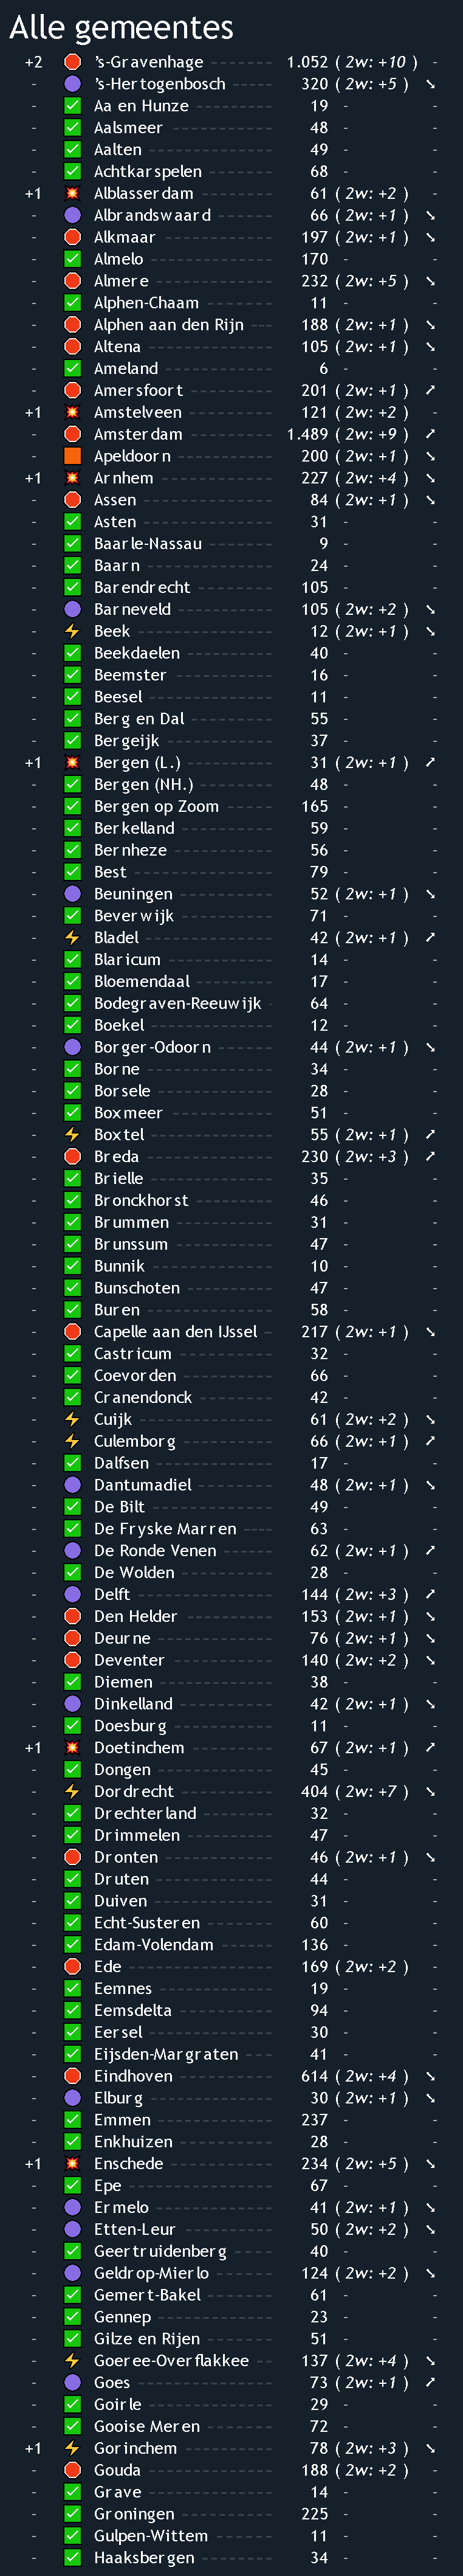 Alle gemeentes
+2 's-Gravenhage 1.052 ( 2w: +10 ) -
- 's-Hertogenbosch 320 ( 2w: +5 ) ↘
- Aa en Hunze 19 - -
- Aalsmeer 48 - -
- Aalten 49 - -
- Achtkarspelen 68 - -
+1 Alblasserdam 61 ( 2w: +2 ) -
- Albrandswaard 66 ( 2w: +1 ) ↘
- Alkmaar 197 ( 2w: +1 ) ↘
- Almelo 170 - -
- Almere 232 ( 2w: +5 ) ↘
- Alphen-Chaam 11 - -
- Alphen aan den Rijn 188 ( 2w: +1 ) ↘
- Altena 105 ( 2w: +1 ) ↘
- Ameland 6 - -
- Amersfoort 201 ( 2w: +1 ) ↗
+1 Amstelveen 121 ( 2w: +2 ) -
- Amsterdam 1.489 ( 2w: +9 ) ↗
- Apeldoorn 200 ( 2w: +1 ) ↘
+1 Arnhem 227 ( 2w: +4 ) ↘
- Assen 84 ( 2w: +1 ) ↘
- Asten 31 - -
- Baarle-Nassau 9 - -
- Baarn 24 - -
- Barendrecht 105 - -
- Barneveld 105 ( 2w: +2 ) ↘
- Beek 12 ( 2w: +1 ) ↘
- Beekdaelen 40 - -
- Beemster 16 - -
- Beesel 11 - -
- Berg en Dal 55 - -
- Bergeijk 37 - -
+1 Bergen (L.) 31 ( 2w: +1 ) ↗
- Bergen (NH.) 48 - -
- Bergen op Zoom 165 - -
- Berkelland 59 - -
- Bernheze 56 - -
- Best 79 - -
- Beuningen 52 ( 2w: +1 ) ↘
- Beverwijk 71 - -
- Bladel 42 ( 2w: +1 ) ↗
- Blaricum 14 - -
- Bloemendaal 17 - -
- Bodegraven-Reeuwijk 64 - -
- Boekel 12 - -
- Borger-Odoorn 44 ( 2w: +1 ) ↘
- Borne 34 - -
- Borsele 28 - -
- Boxmeer 51 - -
- Boxtel 55 ( 2w: +1 ) ↗
- Breda 230 ( 2w: +3 ) ↗
- Brielle 35 - -
- Bronckhorst 46 - -
- Brummen 31 - -
- Brunssum 47 - -
- Bunnik 10 - -
- Bunschoten 47 - -
- Buren 58 - -
- Capelle aan den IJssel 217 ( 2w: +1 ) ↘
- Castricum 32 - -
- Coevorden 66 - -
- Cranendonck 42 - -
- Cuijk 61 ( 2w: +2 ) ↘
- Culemborg 66 ( 2w: +1 ) ↗
- Dalfsen 17 - -
- Dantumadiel 48 ( 2w: +1 ) ↘
- De Bilt 49 - -
- De Fryske Marren 63 - -
- De Ronde Venen 62 ( 2w: +1 ) ↗
- De Wolden 28 - -
- Delft 144 ( 2w: +3 ) ↗
- Den Helder 153 ( 2w: +1 ) ↘
- Deurne 76 ( 2w: +1 ) ↘
- Deventer 140 ( 2w: +2 ) ↘
- Diemen 38 - -
- Dinkelland 42 ( 2w: +1 ) ↘
- Doesburg 11 - -
+1 Doetinchem 67 ( 2w: +1 ) ↗
- Dongen 45 - -
- Dordrecht 404 ( 2w: +7 ) ↘
- Drechterland 32 - -
- Drimmelen 47 - -
- Dronten 46 ( 2w: +1 ) ↘
- Druten 44 - -
- Duiven 31 - -
- Echt-Susteren 60 - -
- Edam-Volendam 136 - -
- Ede 169 ( 2w: +2 ) -
- Eemnes 19 - -
- Eemsdelta 94 - -
- Eersel 30 - -
- Eijsden-Margraten 41 - -
- Eindhoven 614 ( 2w: +4 ) ↘
- Elburg 30 ( 2w: +1 ) ↘
- Emmen 237 - -
- Enkhuizen 28 - -
+1 Enschede 234 ( 2w: +5 ) ↘
- Epe 67 - -
- Ermelo 41 ( 2w: +1 ) ↘
- Etten-Leur 50 ( 2w: +2 ) ↘
- Geertruidenberg 40 - -
- Geldrop-Mierlo 124 ( 2w: +2 ) ↘
- Gemert-Bakel 61 - -
- Gennep 23 - -
- Gilze en Rijen 51 - -
- Goeree-Overflakkee 137 ( 2w: +4 ) ↘
- Goes 73 ( 2w: +1 ) ↗
- Goirle 29 - -
- Gooise Meren 72 - -
+1 Gorinchem 78 ( 2w: +3 ) ↘
- Gouda 188 ( 2w: +2 ) -
- Grave 14 - -
- Groningen 225 - -
- Gulpen-Wittem 11 - -
- Haaksbergen 34 - -